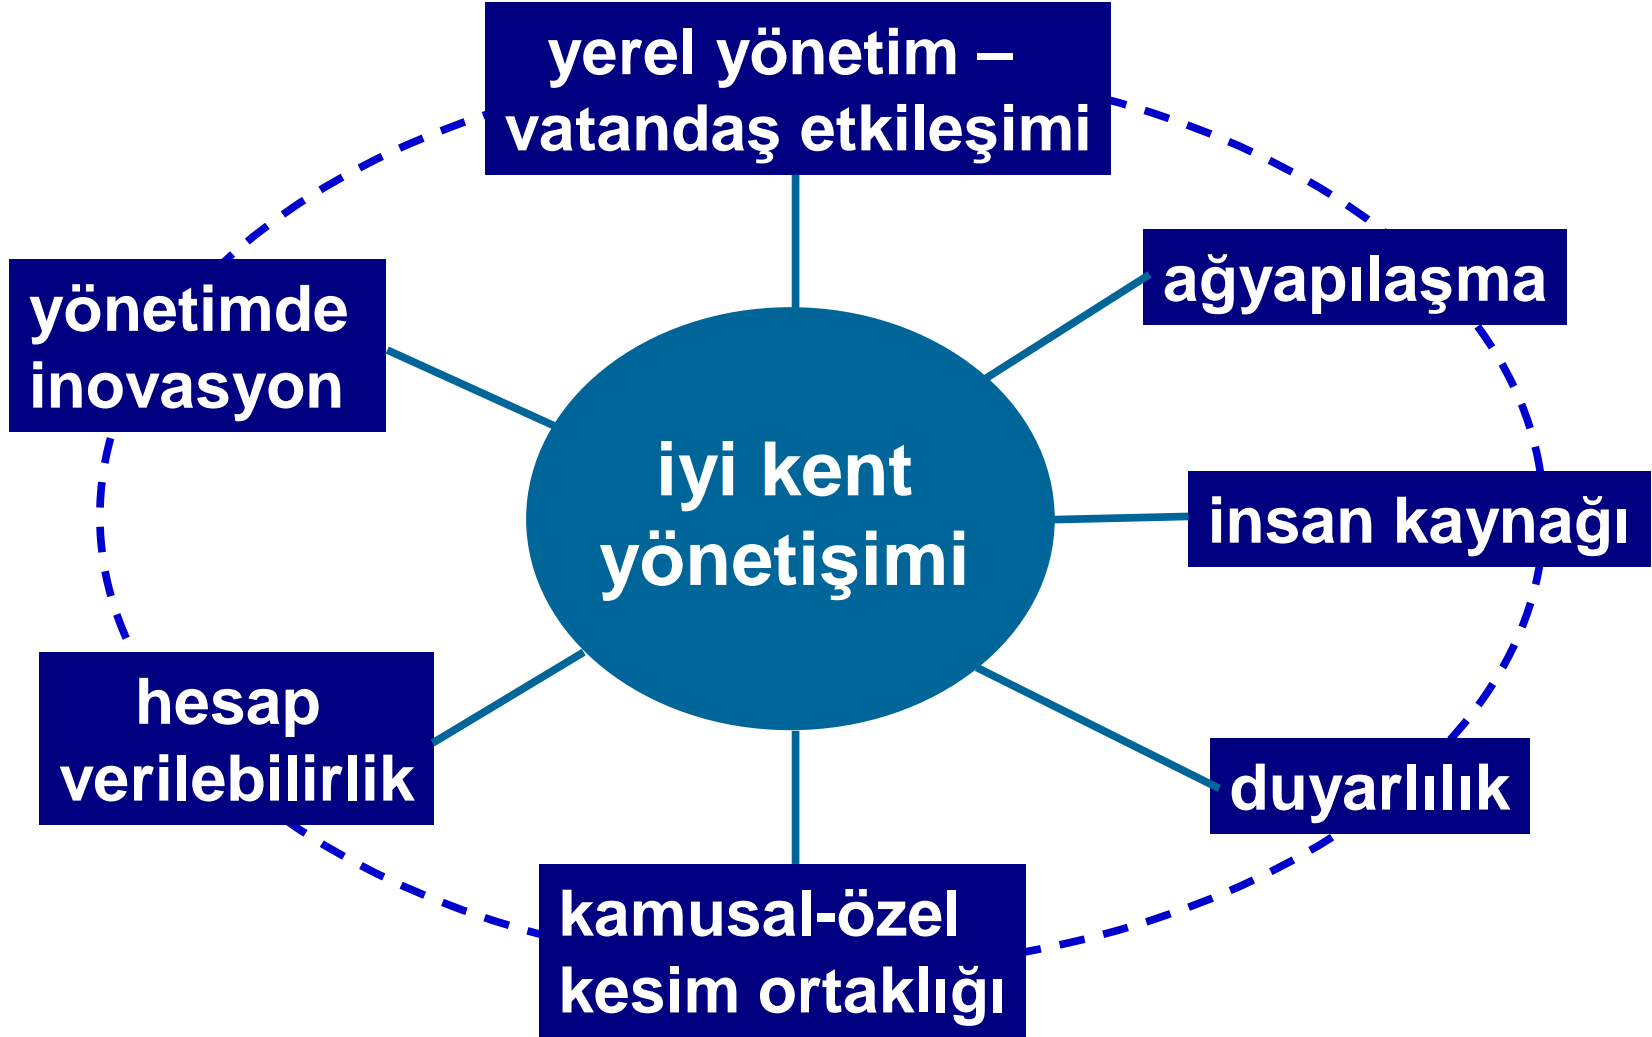 yerel yönetim –
vatandaş etkileşimi
ağyapılaşma
yönetimde
inovasyon
iyi kent
yönetişimi
insan kaynağı
hesap
verilebilirlik
duyarlılık
kamusal-özel
kesim ortaklığı